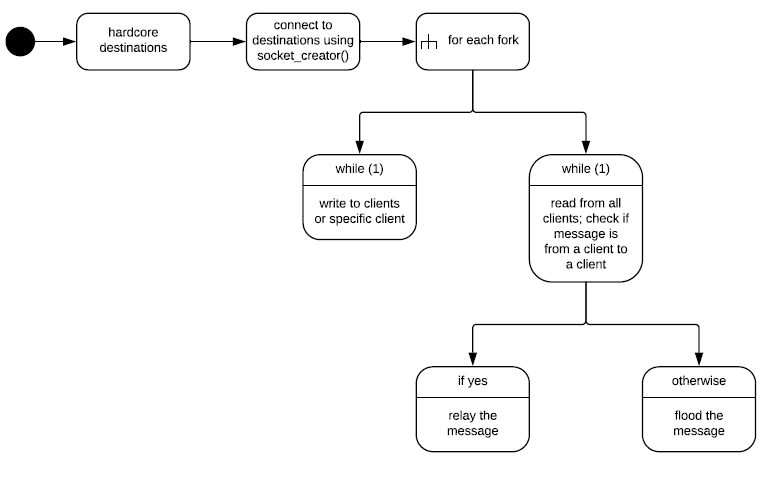 hardcore
destinations
connect to
destinations using
socket_creator()
for each fork
while (1)
write to clients
or specific client
while (1)
read from all
clients; check if
message is
from a client to
a client
if yes
relay the
message
otherwise
flood the
message